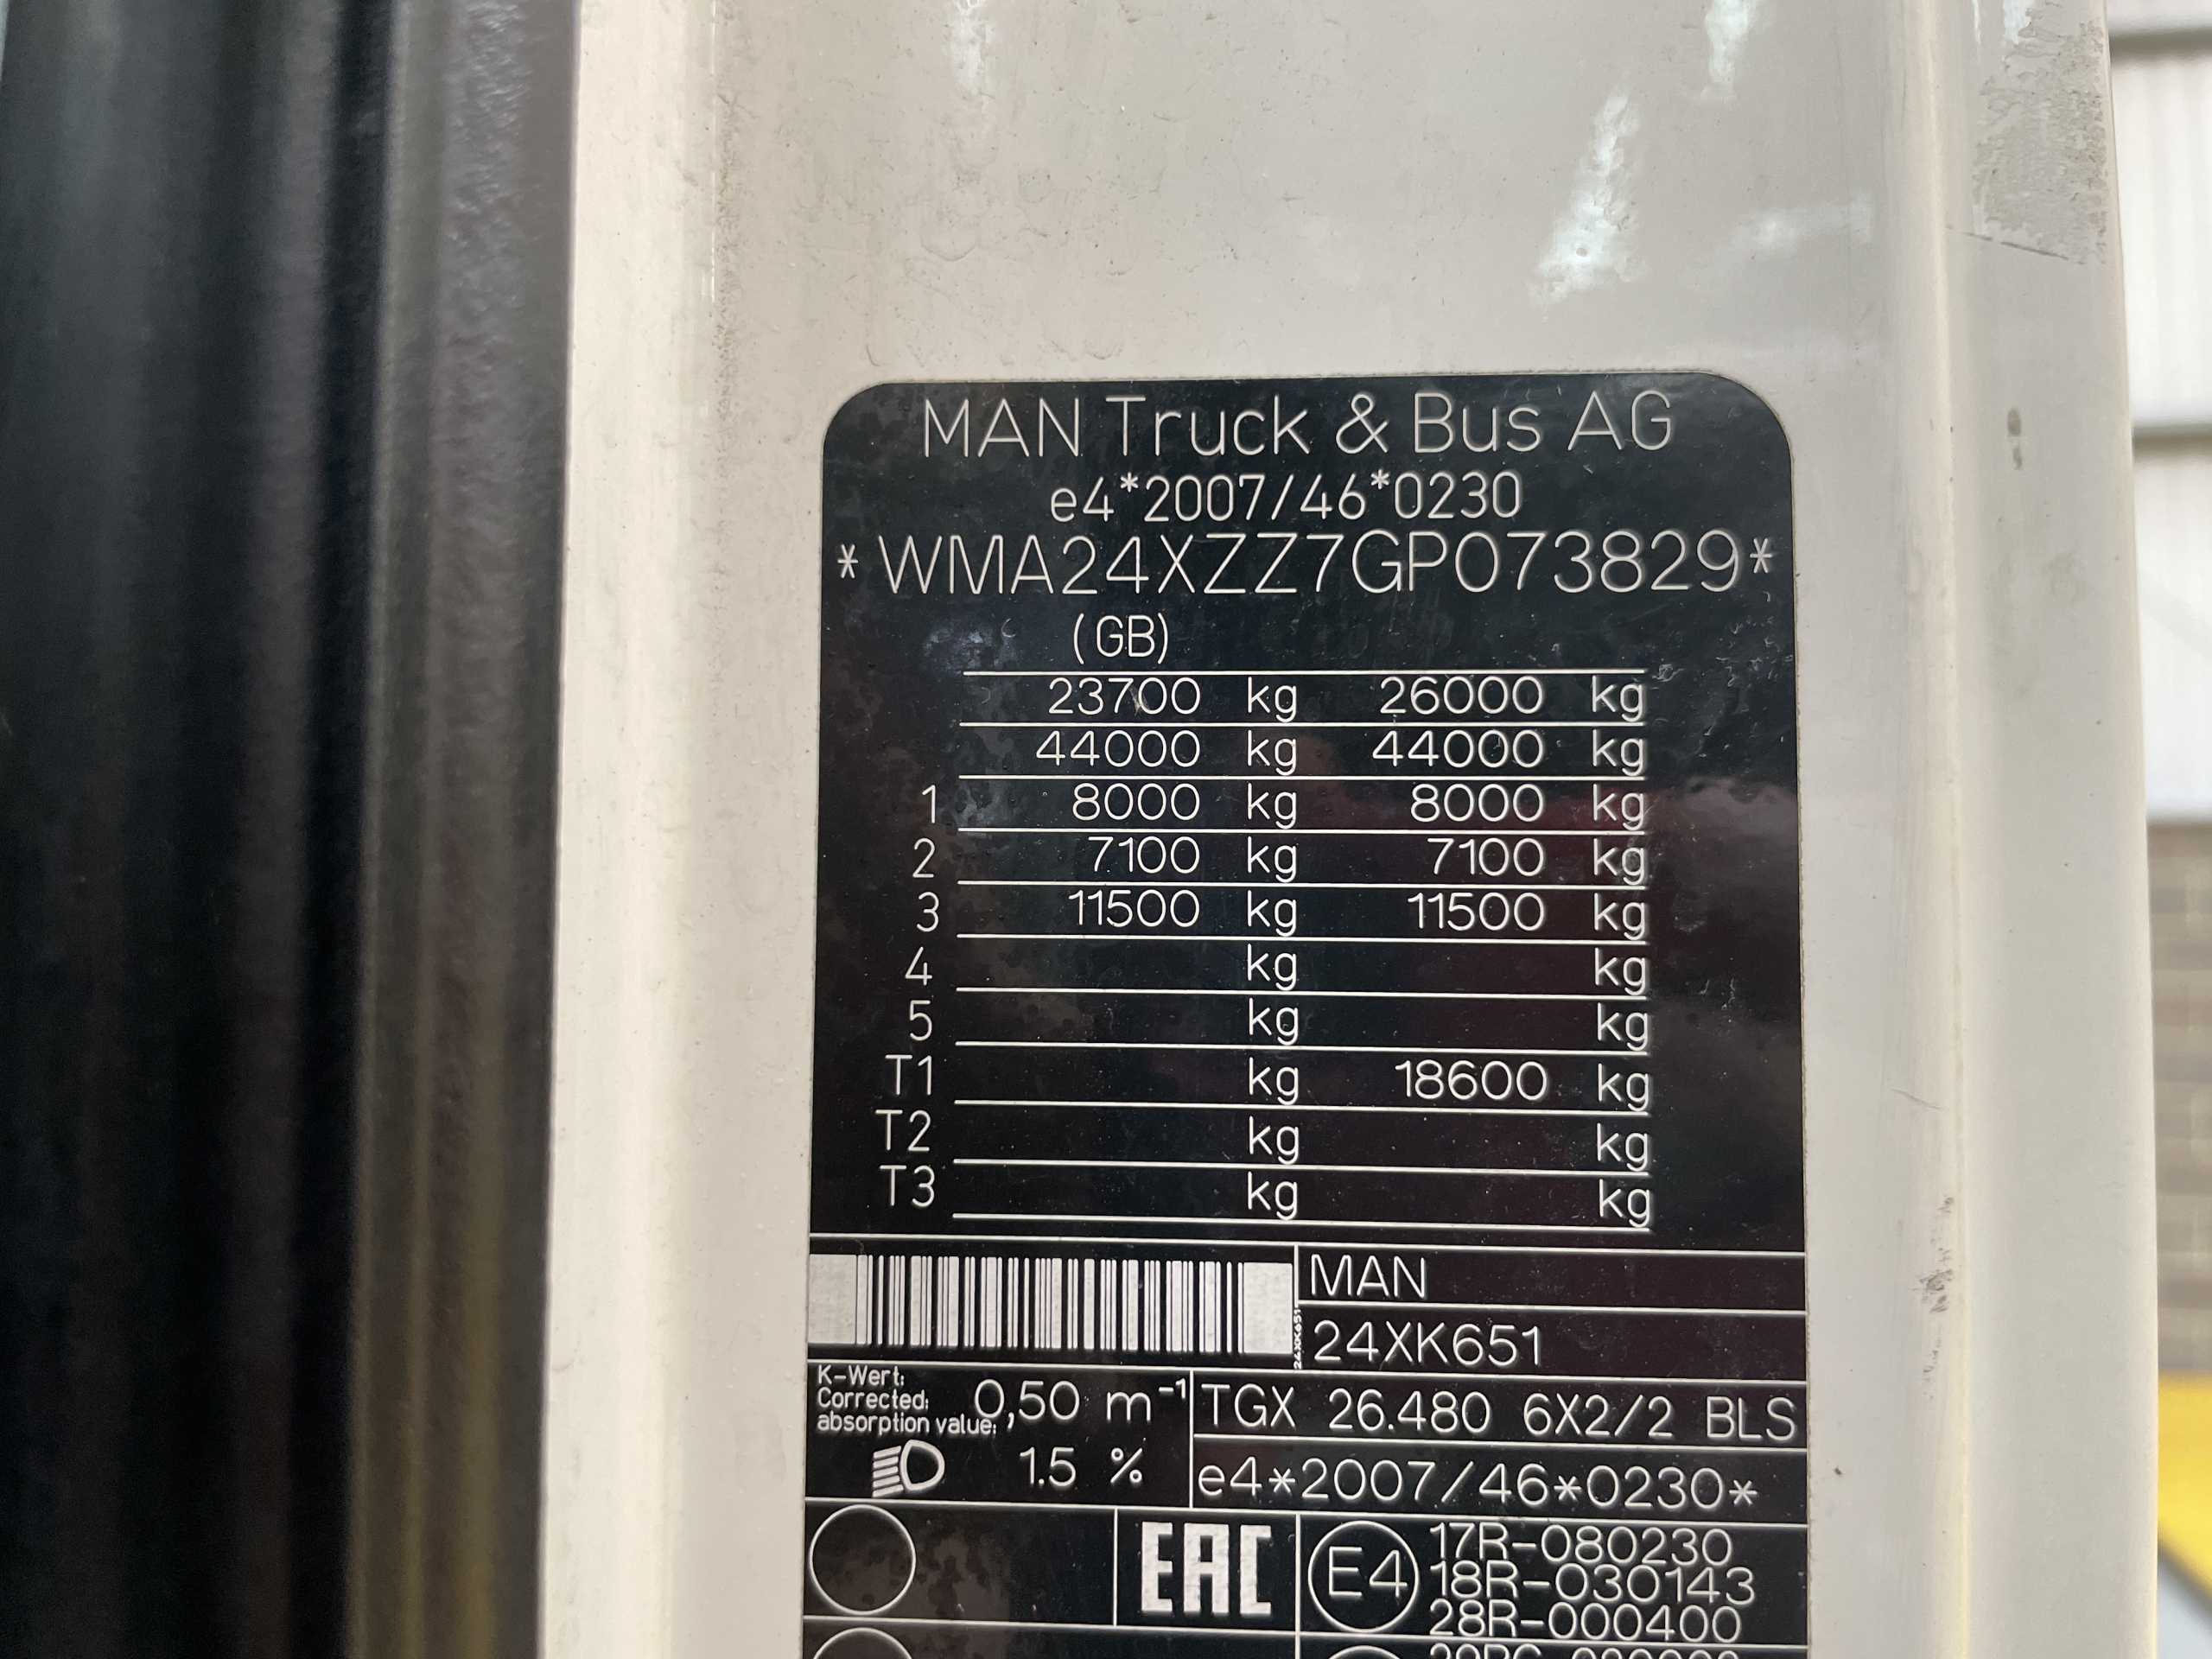 MAN Truck & Bus AG
e4*2007/46*0230
*WMA24XZZ7GP073829*
(GB)
23700 kg 26000 kg
44000 kg 44000 kg
1 8000 kg 8000 kg
2 7100 kg 7100 kg
3 11500 kg 11500 kg
4 kg kg
5 kg kg
T1 kg 18600 kg
T2 kg kg
T3 kg kg
24XK651
MAN
24XK651
K-Wert:
Corrected:
absorption value:
0,50 m⁻¹
TGX 26.480 6X2/2 BLS
1.5 %
e4*2007/46*0230*
EAC
E4
17R-080230
18R-030143
28R-000400